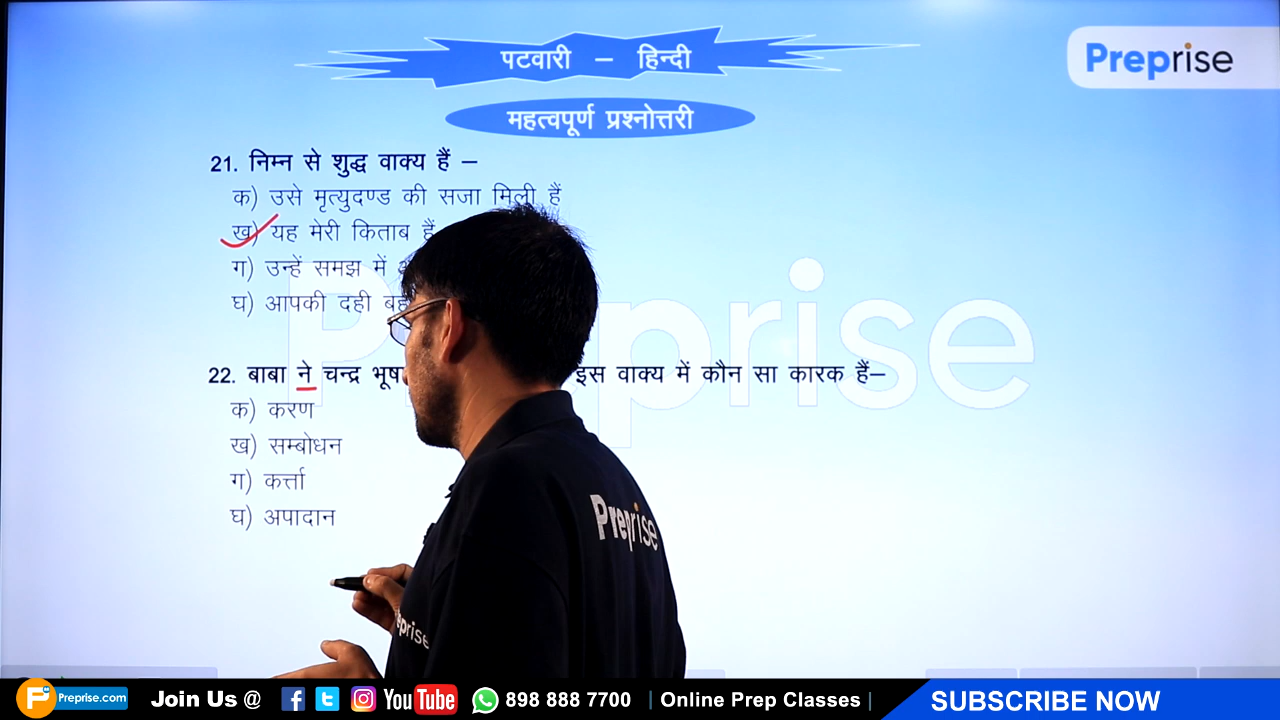 पटवारी – हिन्दी
Preprise
महत्वपूर्ण प्रश्नोत्तरी
21. निम्न से शुद्ध वाक्य हैं –
क) उसे मृत्युदण्ड की सजा मिली हैं
ख) यह मेरी किताब हैं
ग) उन्हें समझ में
घ) आपकी दही
22. बाबा ने चन्द्र इस वाक्य में कौन सा कारक हैं–
क) करण
ख) सम्बोधन
ग) कर्त्ता
घ) अपादान
Preprise
Preprise.com Join Us @ YouTube 898 888 7700 | Online Prep Classes | SUBSCRIBE NOW